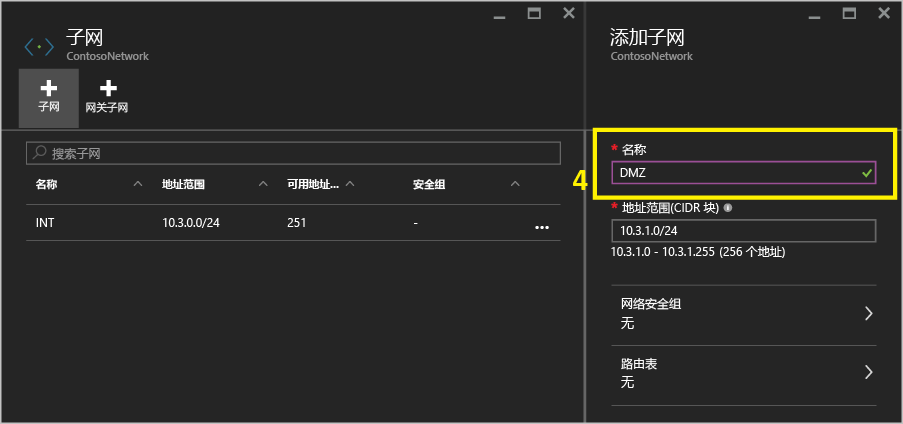 子网
ContosoNetwork
子网
网关子网
搜索子网
名称 地址范围 可用地址... 安全组
INT 10.3.0.0/24 251 -
添加子网
ContosoNetwork
4
* 名称
DMZ
* 地址范围(CIDR 块)
10.3.1.0/24
10.3.1.0 - 10.3.1.255 (256 个地址)
网络安全组
无
路由表
无